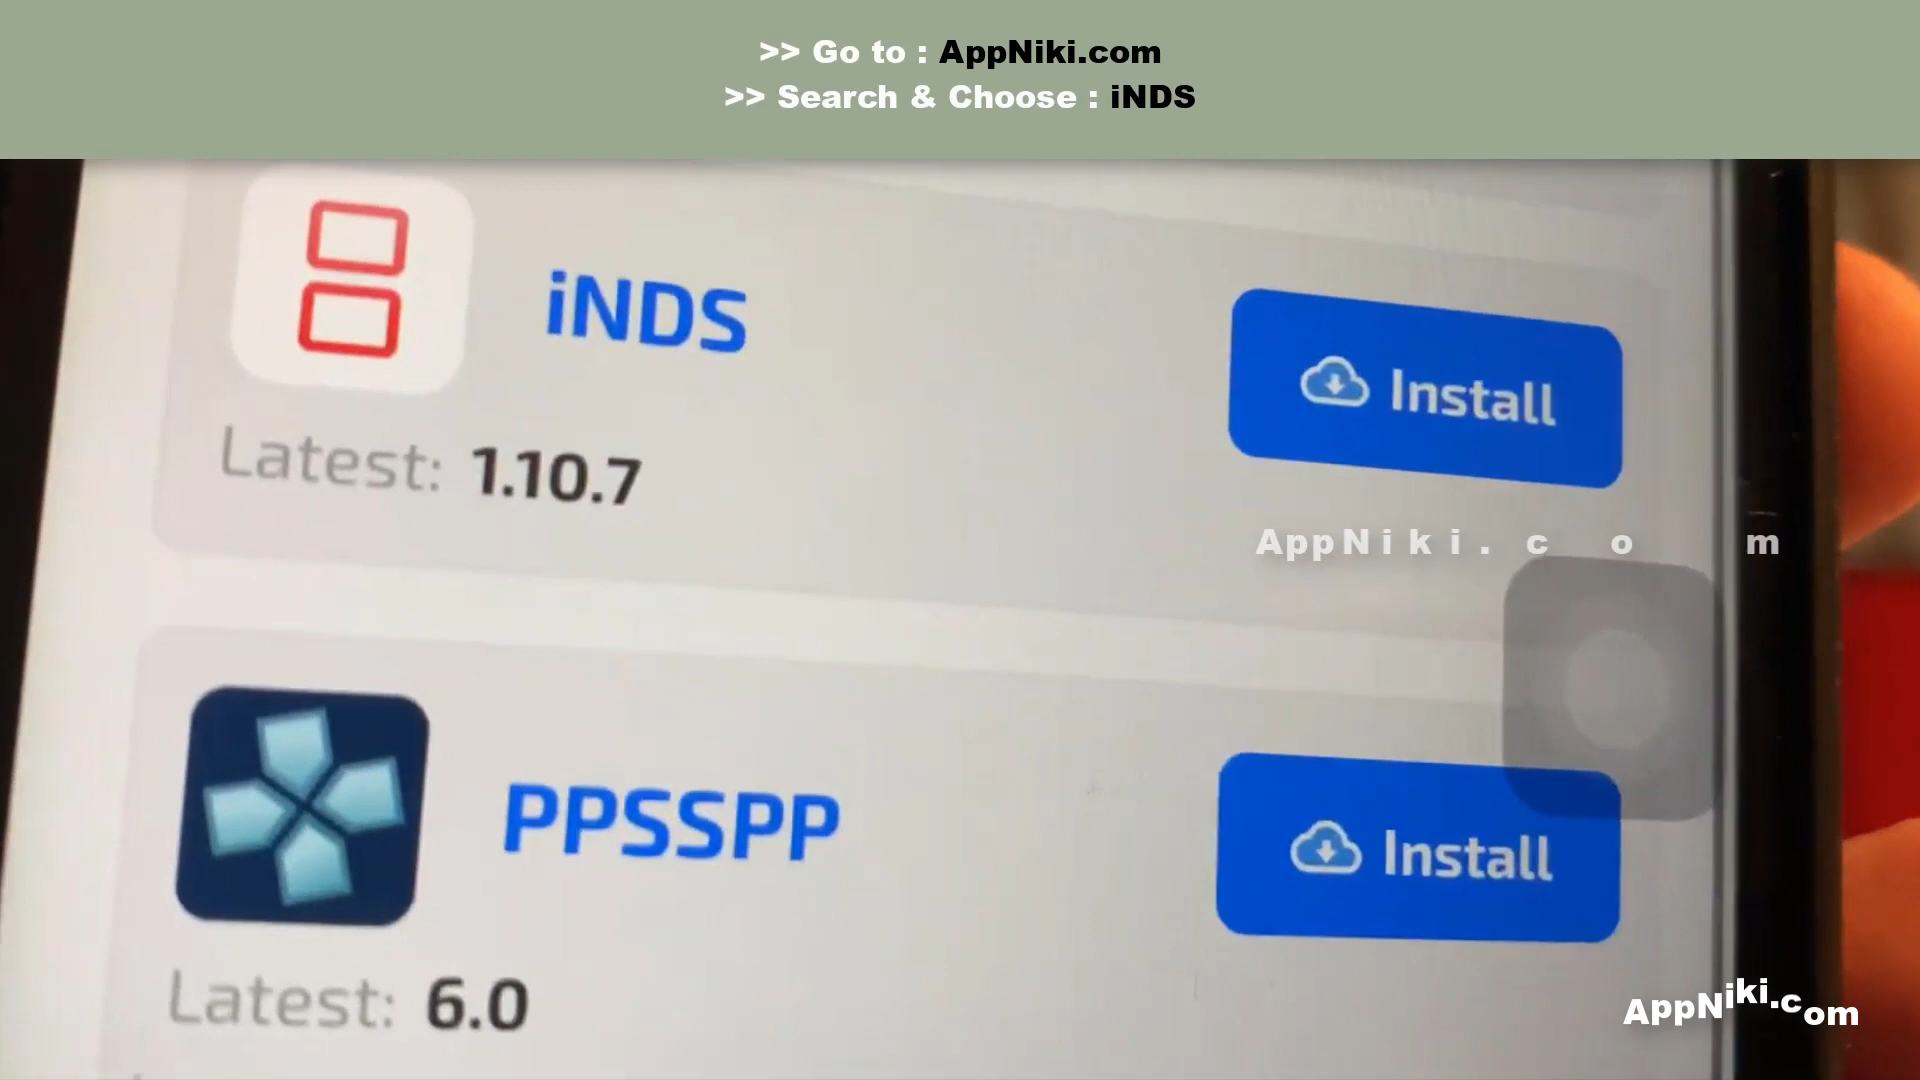 >> Go to : AppNiki.com
>> Search & Choose : iNDS
iNDS
Install
Latest: 1.10.7
AppNiki.com
PPSSPP
Install
Latest: 6.0
AppNiki.com